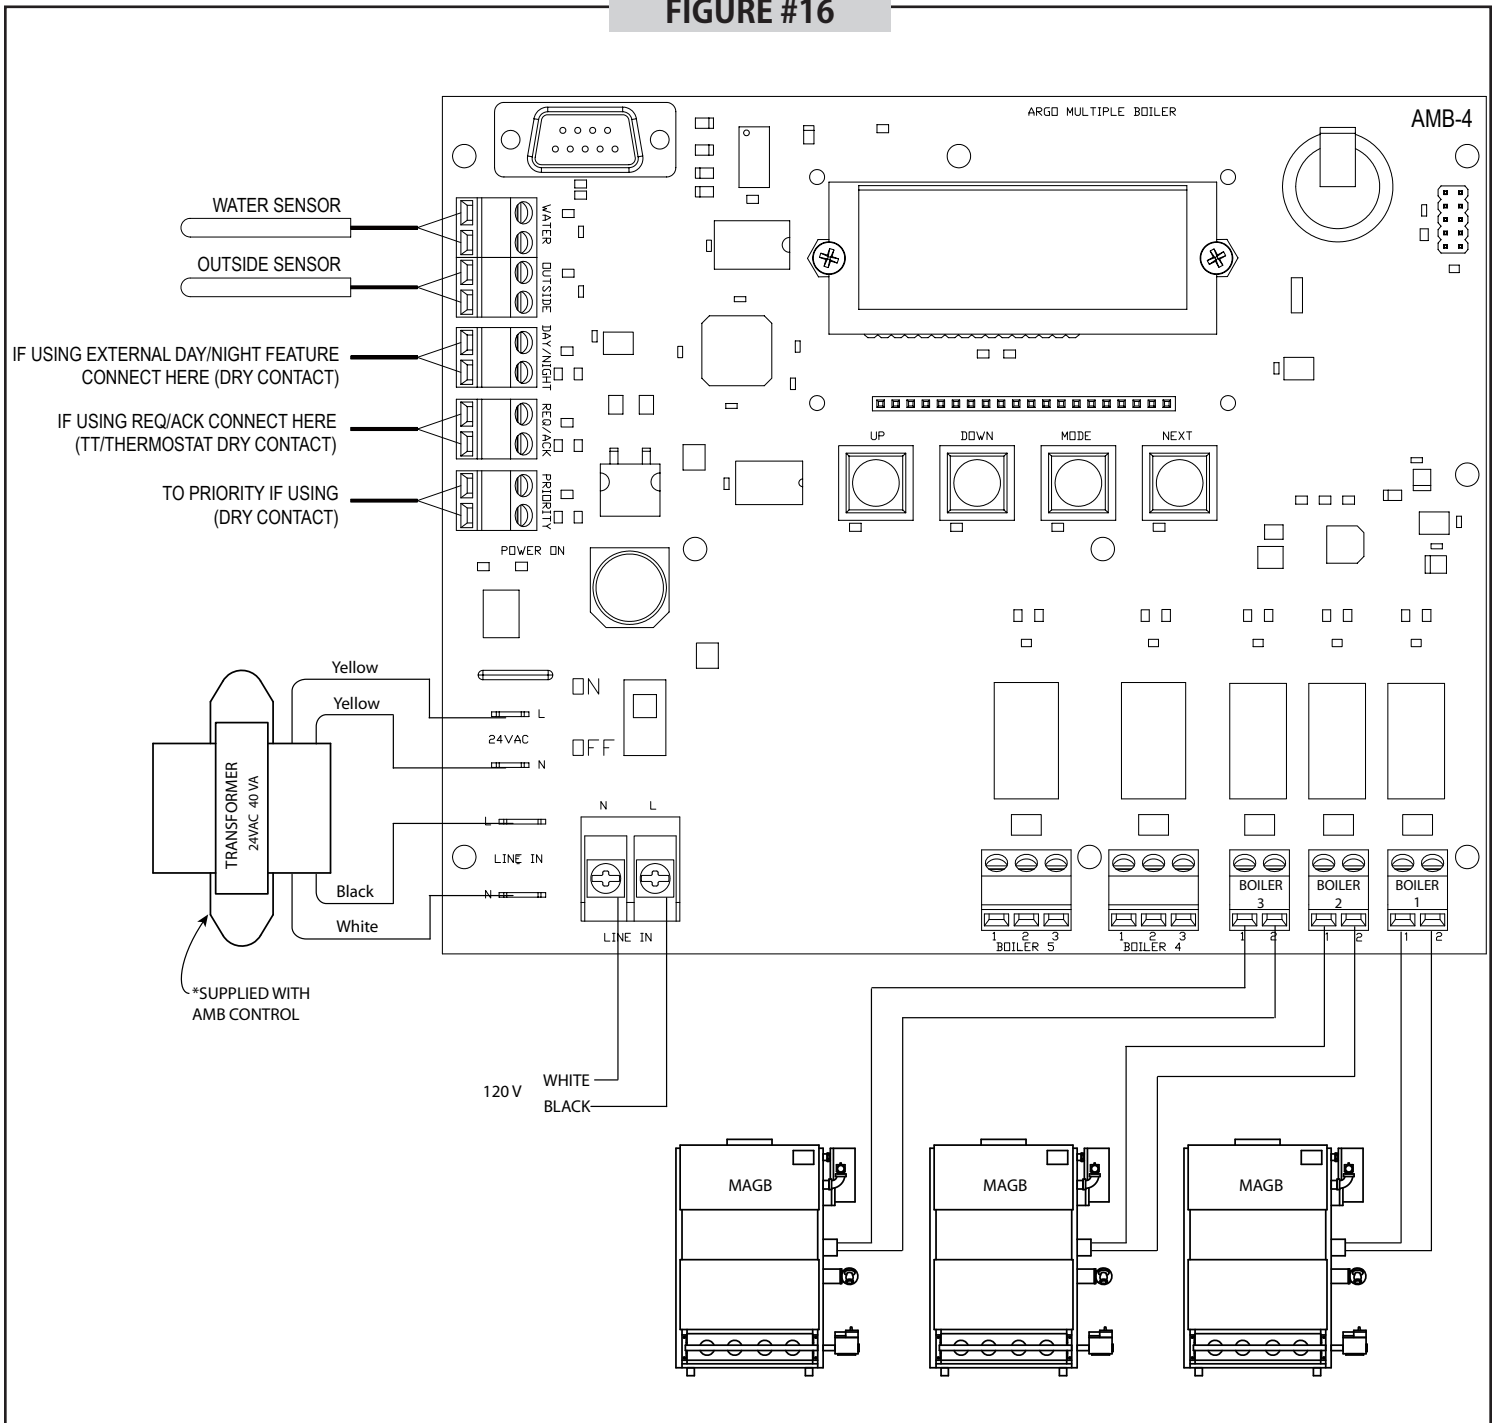 FIGURE #16
ARGO MULTIPLE BOILER
AMB-4
WATER SENSOR
WATER
OUTSIDE SENSOR
OUTSIDE
IF USING EXTERNAL DAY/NIGHT FEATURE
CONNECT HERE (DRY CONTACT)
DAY/NIGHT
IF USING REQ/ACK CONNECT HERE
(TT/THERMOSTAT DRY CONTACT)
REQ/ACK
TO PRIORITY IF USING
(DRY CONTACT)
PRIORITY
UP
DOWN
MODE
NEXT
POWER ON
Yellow
Yellow
ON
OFF
L
24VAC
N
TRANSFORMER
24VAC 40 VA
N L
L
LINE IN
N
Black
White
LINE IN
BOILER
3
BOILER
2
BOILER
1
1 2 3
BOILER 5
1 2 3
BOILER 4
1 2
1 2
1 2
*SUPPLIED WITH
AMB CONTROL
120 V
WHITE
BLACK
MAGB
MAGB
MAGB